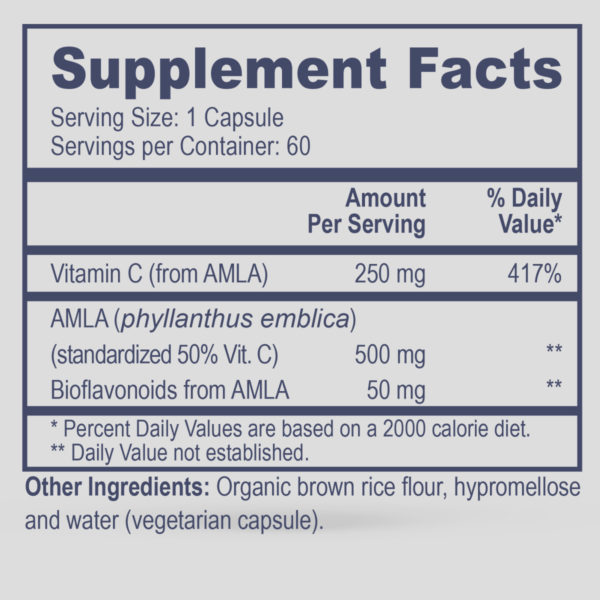 Supplement Facts
Serving Size: 1 Capsule
Servings per Container: 60
Amount Per Serving
% Daily Value*
Vitamin C (from AMLA) 250 mg 417%
AMLA (phyllanthus emblica)
(standardized 50% Vit. C) 500 mg **
Bioflavonoids from AMLA 50 mg **
* Percent Daily Values are based on a 2000 calorie diet.
** Daily Value not established.
Other Ingredients: Organic brown rice flour, hypromellose
and water (vegetarian capsule).